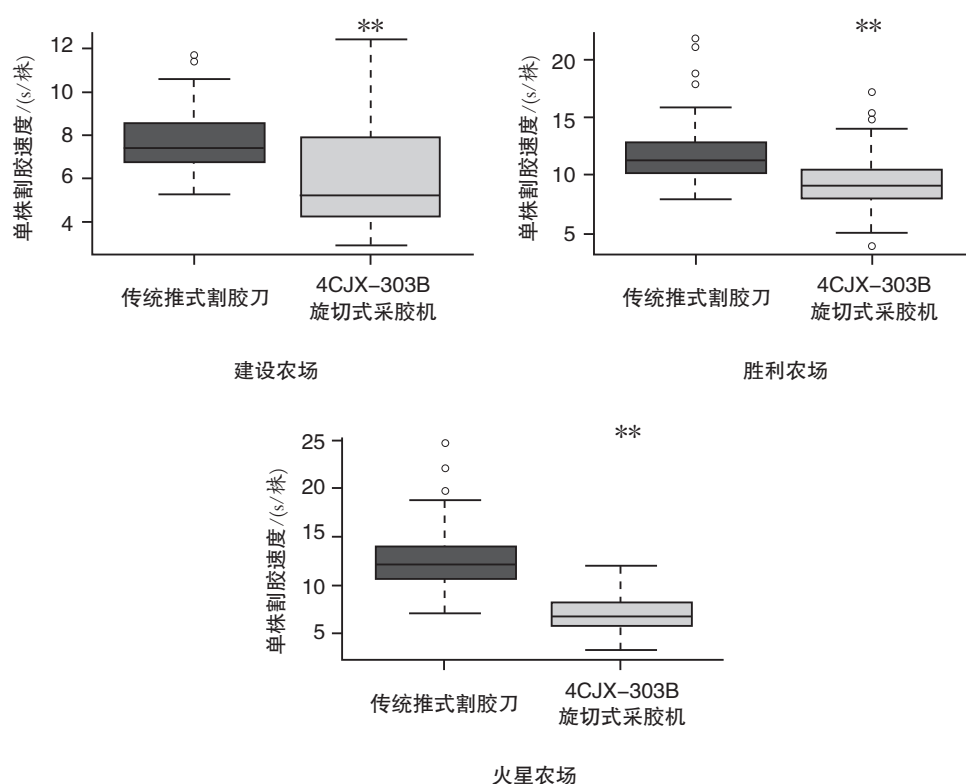 **
单株割胶速度/(s/株)
12
10
8
6
4
传统推式割胶刀
4CJX–303B
旋切式采胶机
建设农场
**
单株割胶速度/(s/株)
20
15
10
5
传统推式割胶刀
4CJX–303B
旋切式采胶机
胜利农场
**
单株割胶速度/(s/株)
25
20
15
10
5
传统推式割胶刀
4CJX–303B
旋切式采胶机
火星农场